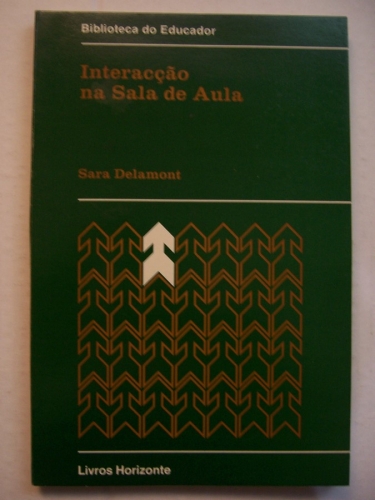 Biblioteca do Educador
Interacção
na Sala de Aula
Sara Delamont
Livros Horizonte